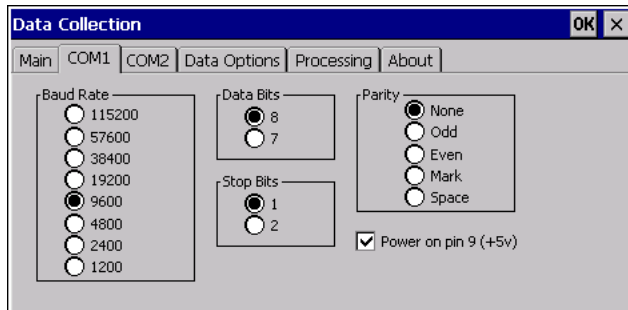 Data Collection OK ×
Main COM1 COM2 Data Options Processing About
Baud Rate
115200
57600
38400
19200
9600
4800
2400
1200
Data Bits
8
7
Stop Bits
1
2
Parity
None
Odd
Even
Mark
Space
Power on pin 9 (+5v)